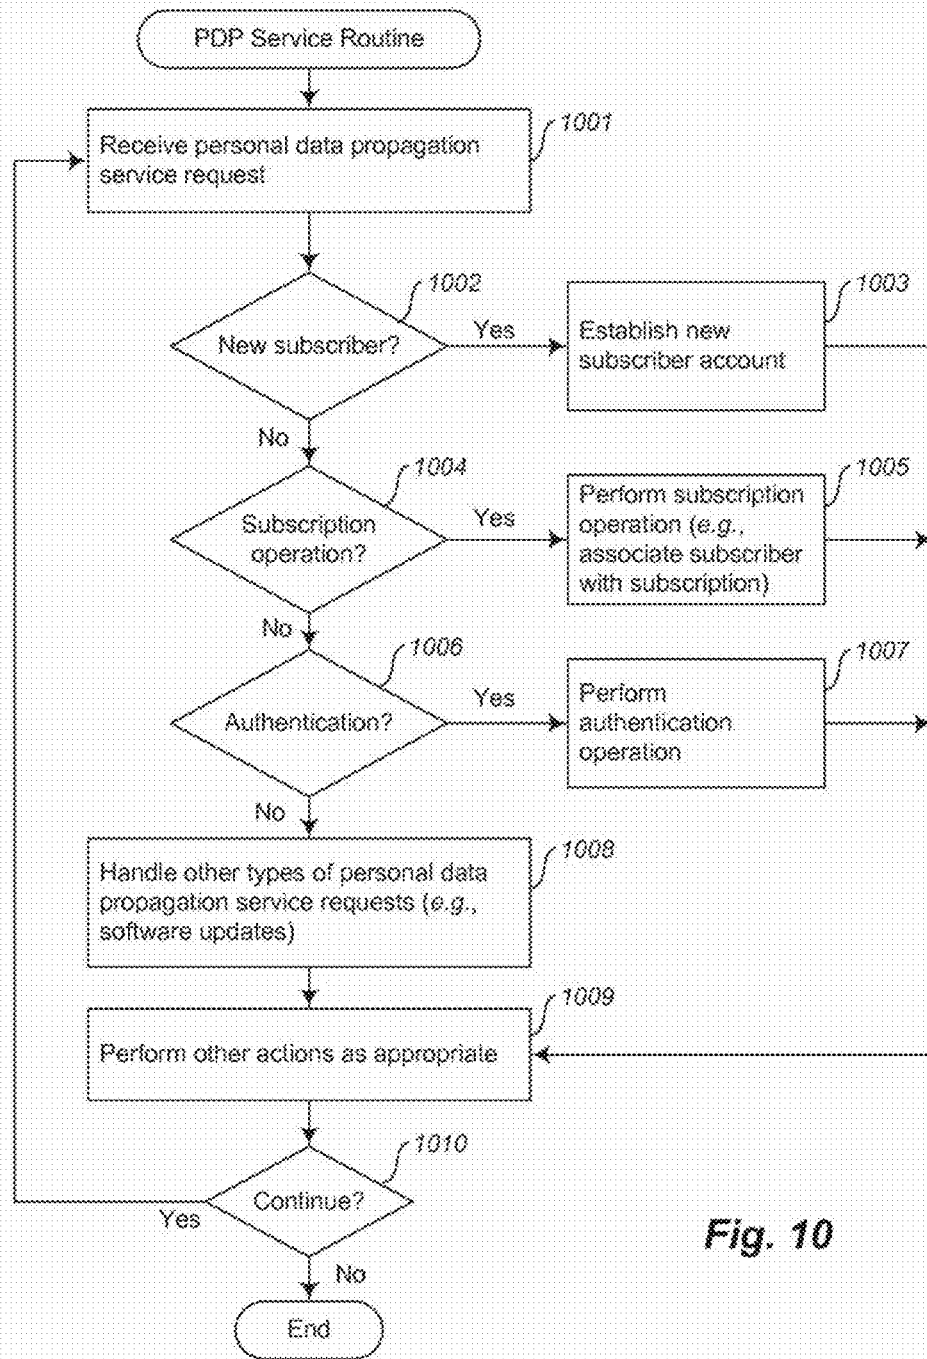 PDP Service Routine
1001
Receive personal data propagation
service request
1002
New subscriber?
Yes
1003
Establish new
subscriber account
No
1004
Subscription
operation?
Yes
1005
Perform subscription
operation (e.g.,
associate subscriber
with subscription)
No
1006
Authentication?
Yes
1007
Perform
authentication
operation
No
1008
Handle other types of personal data
propagation service requests (e.g.,
software updates)
1009
Perform other actions as appropriate
1010
Continue?
Yes
No
End
Fig. 10